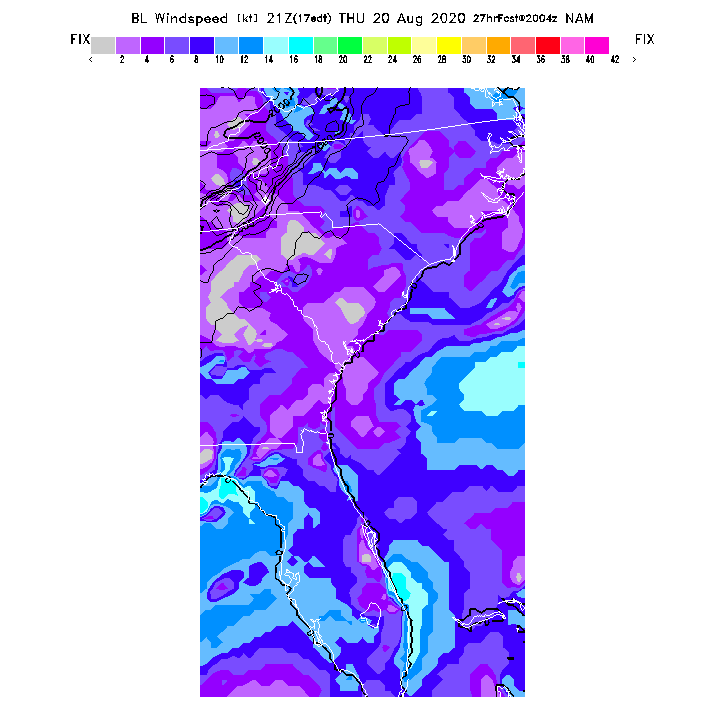 BL Windspeed [kt] 21Z(17edt) THU 20 Aug 2020 27hrFcst@2004z NAM
FIX FIX
< 2 4 6 8 10 12 14 16 18 20 22 24 26 28 30 32 34 36 38 40 42 >